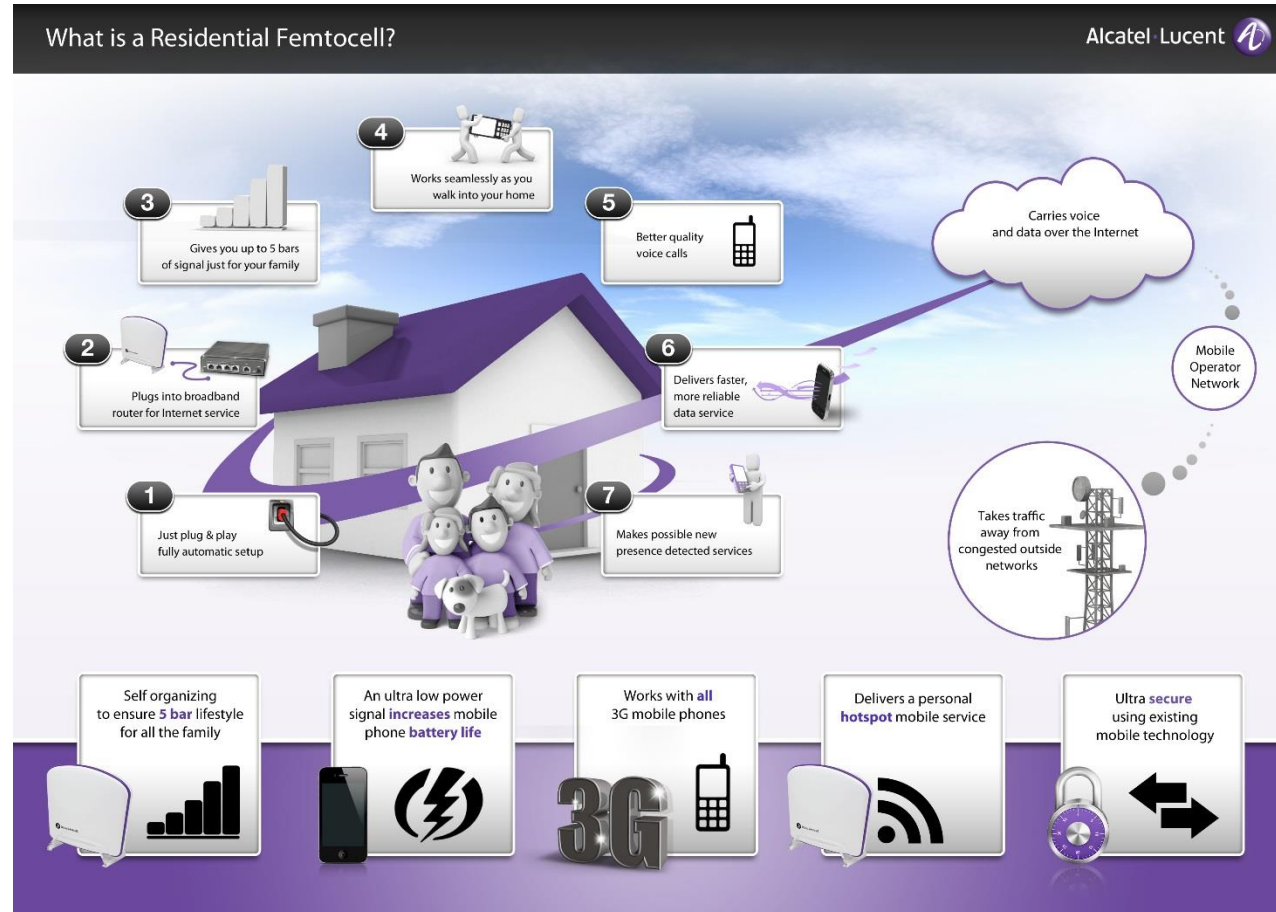 What is a Residential Femtocell?
Alcatel·Lucent
4
Works seamlessly as you
walk into your home
3
Gives you up to 5 bars
of signal just for your family
5
Better quality
voice calls
Carries voice
and data over the Internet
2
Plugs into broadband
router for Internet service
6
Delivers faster,
more reliable
data service
Mobile
Operator
Network
1
Just plug & play
fully automatic setup
7
Makes possible new
presence detected services
Takes traffic
away from
congested outside
networks
Self organizing
to ensure 5 bar lifestyle
for all the family
An ultra low power
signal increases mobile
phone battery life
Works with all
3G mobile phones
3G
Delivers a personal
hotspot mobile service
Ultra secure
using existing
mobile technology